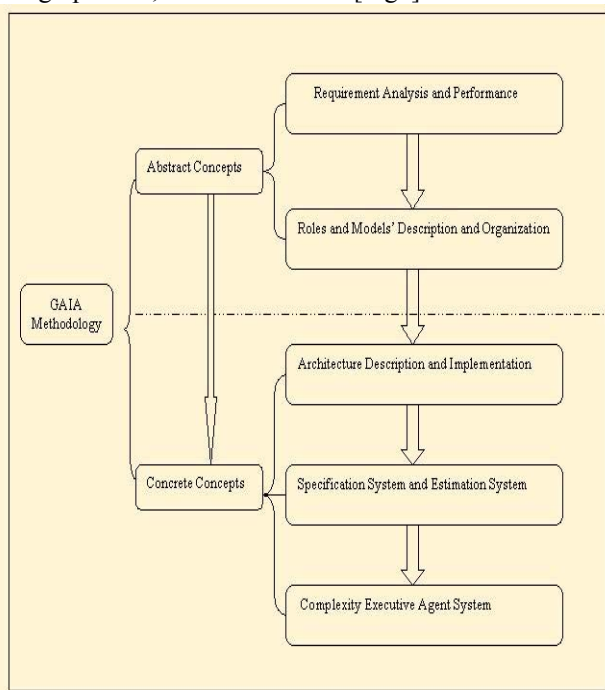 Requirement Analysis and Performance
Abstract Concepts
Roles and Models' Description and Organization
GAIA
Methodology
Architecture Description and Implementation
Concrete Concepts
Specification System and Estimation System
Complexity Executive Agent System